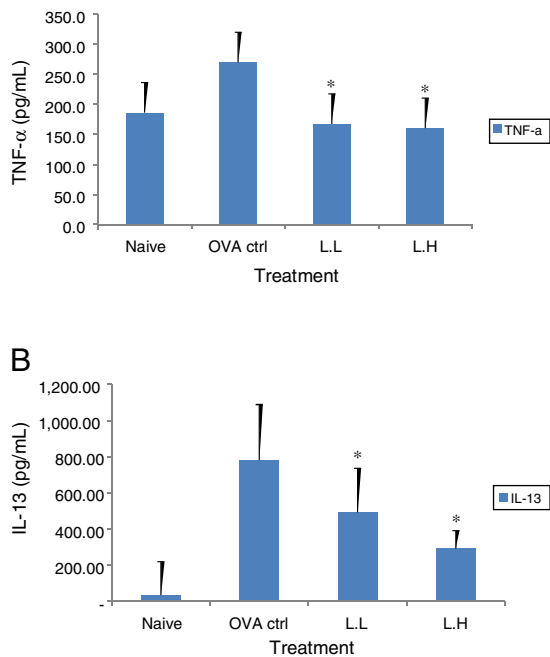 350.0
300.0
250.0
200.0
150.0
100.0
50.0
0.0
TNF-α (pg/mL)
* *
Naive OVA ctrl L.L L.H
Treatment
TNF-a
B
1,200.00
1,000.00
800.00
600.00
400.00
200.00
-
IL-13 (pg/mL)
*
*
Naive OVA ctrl L.L L.H
Treatment
IL-13